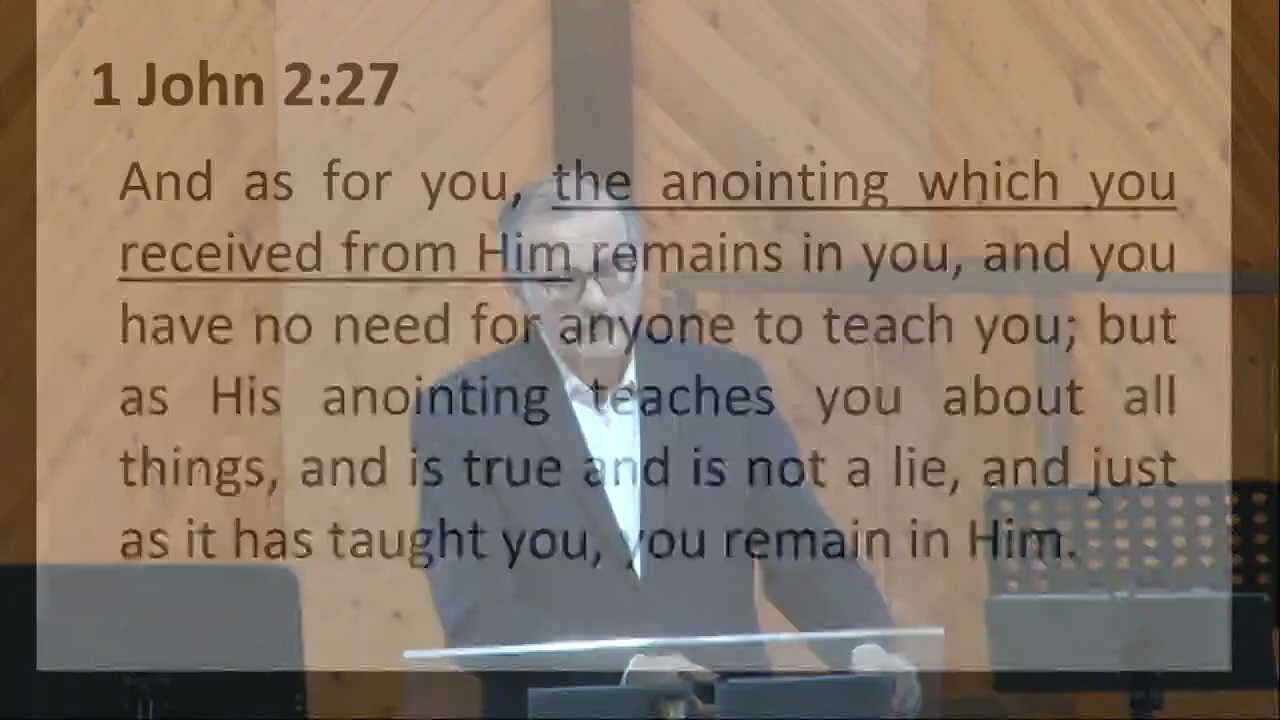 1 John 2:27
And as for you, the anointing which you
received from Him remains in you, and you
have no need for anyone to teach you; but
as His anointing teaches you about all
things, and is true and is not a lie, and just
as it has taught you, you remain in Him.